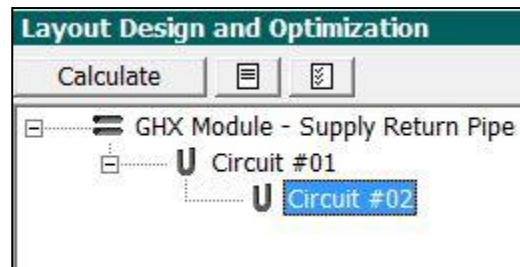 Layout Design and Optimization
Calculate
GHX Module - Supply Return Pipe
Circuit #01
Circuit #02